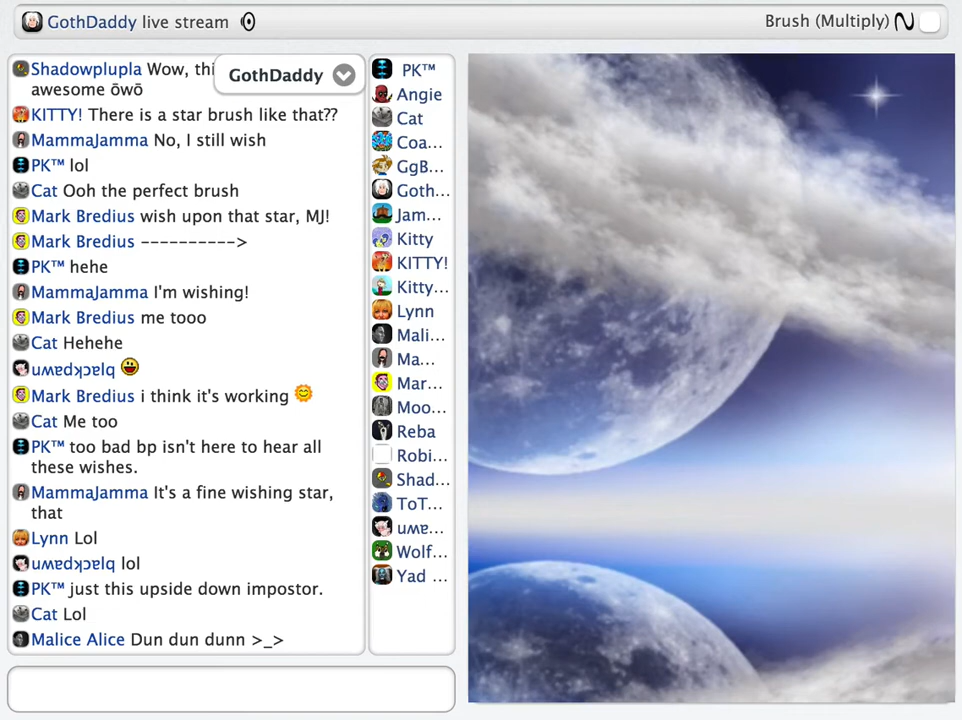 GothDaddy live stream
Brush (Multiply)
Shadowplupla Wow, thi
awesome ōwō
GothDaddy
KITTY! There is a star brush like that??
MammaJamma No, I still wish
PK™ lol
Cat Ooh the perfect brush
Mark Bredius wish upon that star, MJ!
Mark Bredius ---------->
PK™ hehe
MammaJamma I'm wishing!
Mark Bredius me tooo
Cat Hehehe
uʍɐdʞɔɐlq
Mark Bredius i think it's working
Cat Me too
PK™ too bad bp isn't here to hear all
these wishes.
MammaJamma It's a fine wishing star,
that
Lynn Lol
uʍɐdʞɔɐlq lol
PK™ just this upside down impostor.
Cat Lol
Malice Alice Dun dun dunn >_>
PK™
Angie
Cat
Coa...
GgB...
Goth...
Jam...
Kitty
KITTY!
Kitty...
Lynn
Mali...
Ma...
Mar...
Moo...
Reba
Robi...
Shad...
ToT...
uʍɐ...
Wolf...
Yad ...